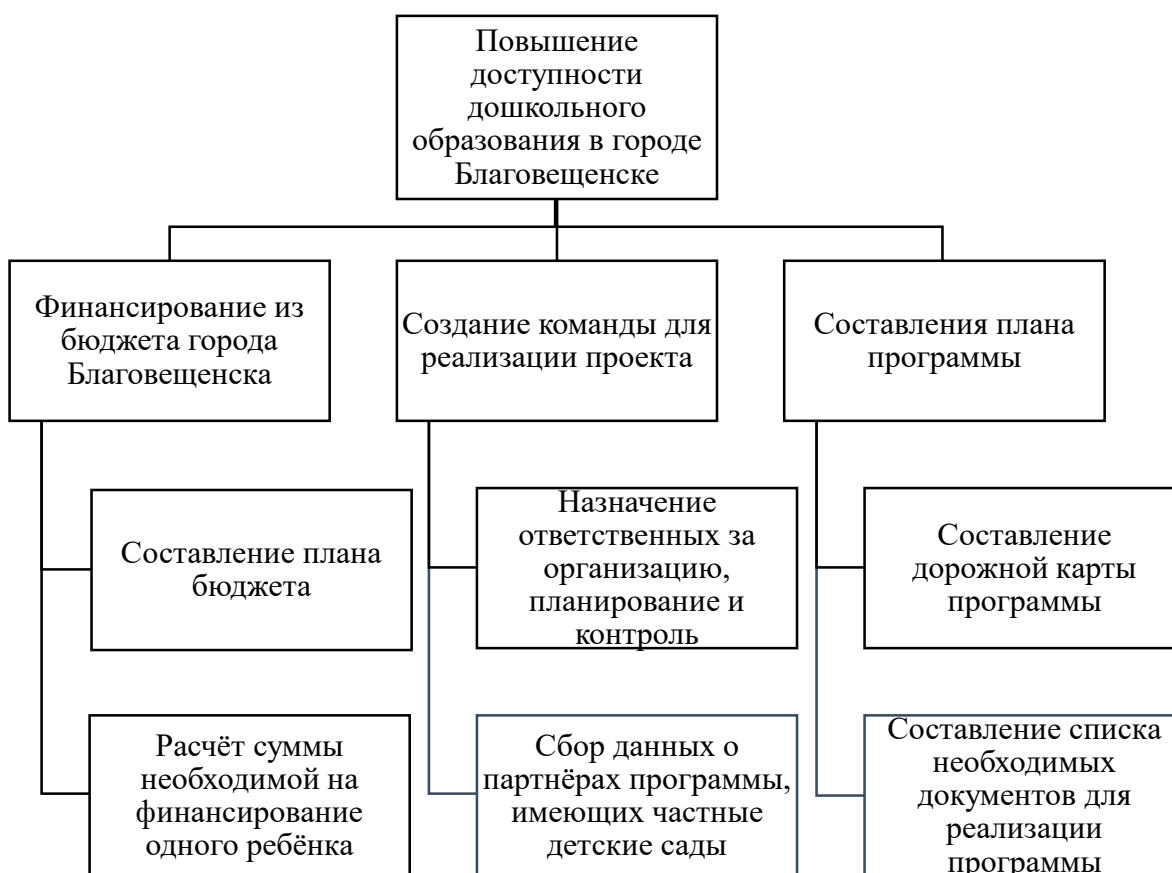 Повышение
доступности
дошкольного
образования в городе
Благовещенске
Финансирование из
бюджета города
Благовещенска
Создание команды для
реализации проекта
Составления плана
программы
Составление плана
бюджета
Назначение
ответственных за
организацию,
планирование и
контроль
Составление
дорожной карты
программы
Расчёт суммы
необходимой на
финансирование
одного ребёнка
Сбор данных о
партнёрах программы,
имеющих частные
детские сады
Составление списка
необходимых
документов для
реализации
программы